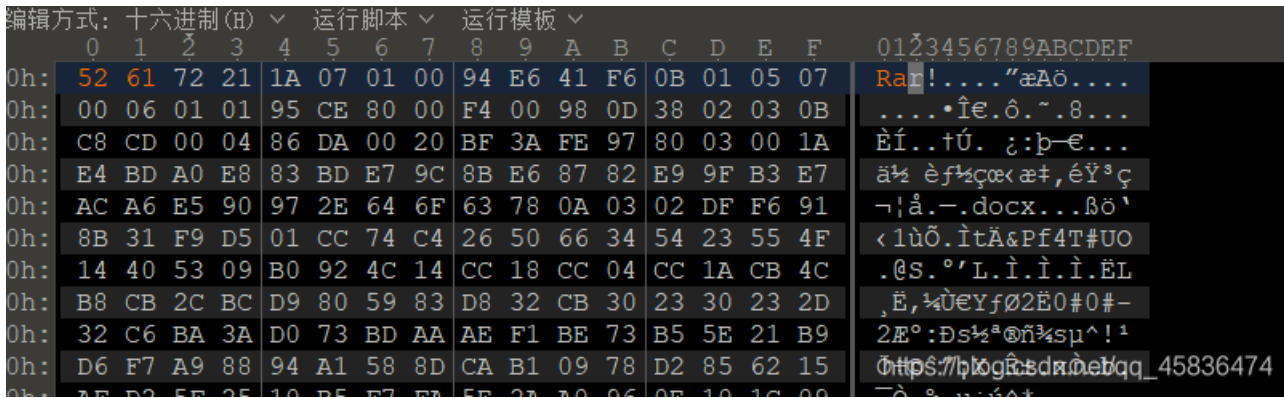 编辑方式: 十六进制(H) 运行脚本 运行模板
0 1 2 3 4 5 6 7 8 9 A B C D E F 0123456789ABCDEF
0h: 52 61 72 21 1A 07 01 00 94 E6 41 F6 0B 01 05 07 Rar!....”æAö....
0h: 00 06 01 01 95 CE 80 00 F4 00 98 0D 38 02 03 0B ....•Î€.ô.˜.8...
0h: C8 CD 00 04 86 DA 00 20 BF 3A FE 97 80 03 00 1A ÈÍ..†Ú. ¿:þ—€...
0h: E4 BD A0 E8 83 BD E7 9C 8B E6 87 82 E9 9F B3 E7 ä½ èƒ½çœ‹æ‡‚éŸ³ç
0h: AC A6 E5 90 97 2E 64 6F 63 78 0A 03 02 DF F6 91 ¬¦å.—.docx...ßö‘
0h: 8B 31 F9 D5 01 CC 74 C4 26 50 66 34 54 23 55 4F ‹1ùÕ.ÌtÄ&Pf4T#UO
0h: 14 40 53 09 B0 92 4C 14 CC 18 CC 04 CC 1A CB 4C .@S.°’L.Ì.Ì.Ì.ËL
0h: B8 CB 2C BC D9 80 59 83 D8 32 CB 30 23 30 23 2D ¸Ë,¼Ù€YƒØ2Ë0#0#-
0h: 32 C6 BA 3A D0 73 BD AA AE F1 BE 73 B5 5E 21 B9 2Æº:Ðs½ª®ñ¾sµ^!¹
0h: D6 F7 A9 88 94 A1 58 8D CA B1 09 78 D2 85 62 15
https://blog.csdn.net/qq_45836474